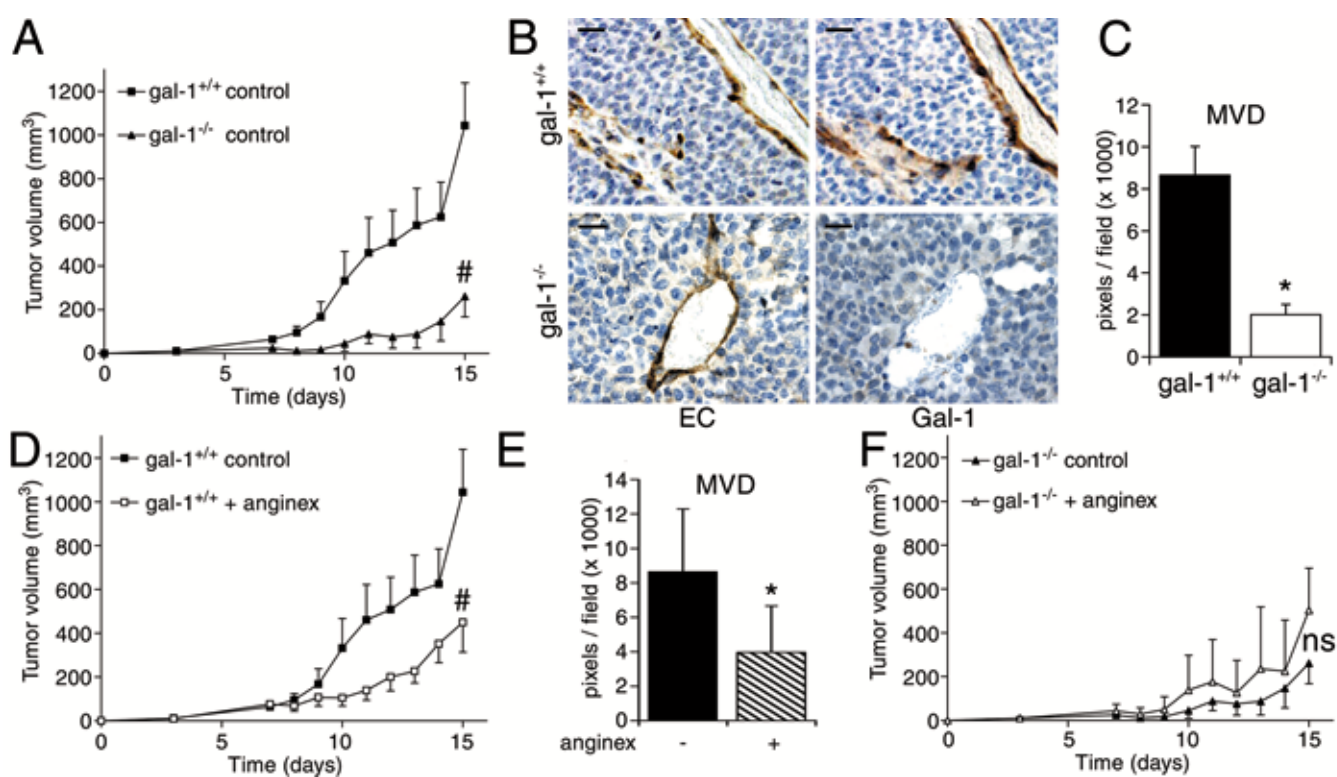 A
1200
1000
800
600
400
200
0
Tumor volume (mm³)
gal-1+/+ control
gal-1-/- control
#
0 5 10 15
Time (days)
B
gal-1+/+
gal-1-/-
EC Gal-1
C
MVD
12
10
8
6
4
2
0
pixels / field (x 1000)
*
gal-1+/+ gal-1-/-
D
1200
1000
800
600
400
200
0
Tumor volume (mm³)
gal-1+/+ control
gal-1+/+ + anginex
#
0 5 10 15
Time (days)
E
MVD
14
12
10
8
6
4
2
0
pixels / field (x 1000)
*
anginex - +
F
1200
1000
800
600
400
200
0
Tumor volume (mm³)
gal-1-/- control
gal-1-/- + anginex
ns
0 5 10 15
Time (days)